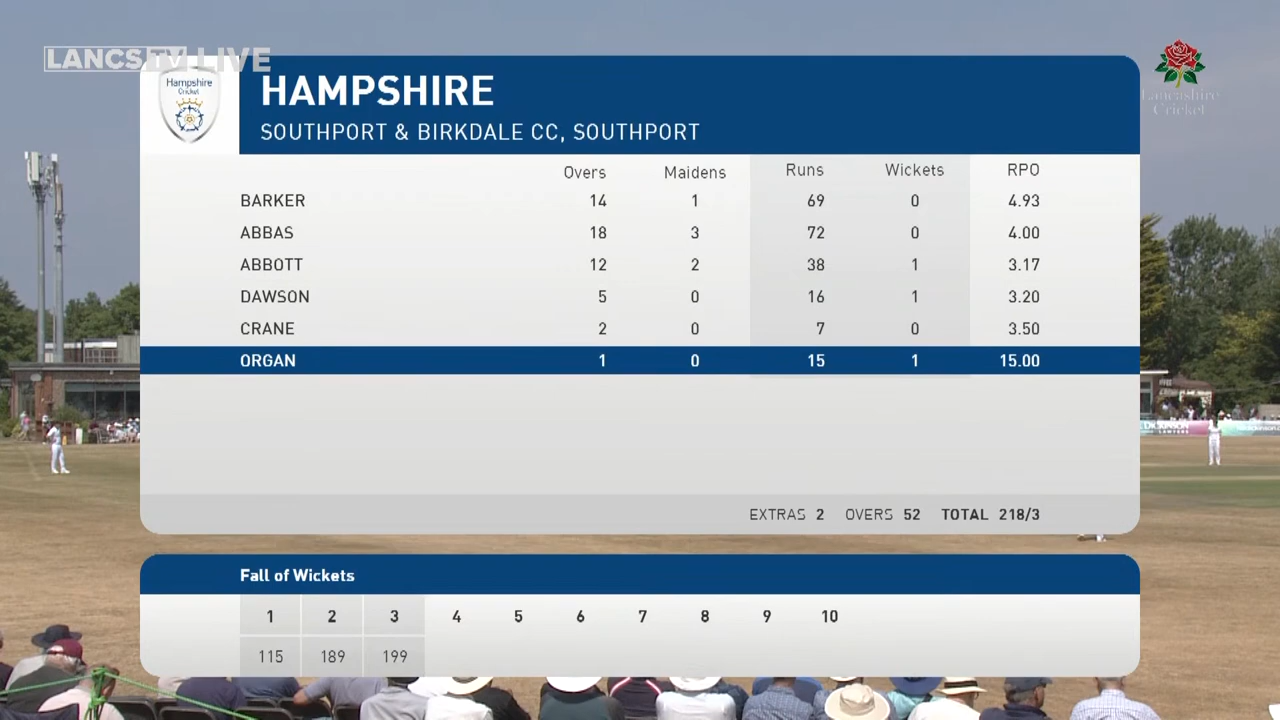 LANCS TV LIVE
Hampshire
Cricket
HAMPSHIRE
SOUTHPORT & BIRKDALE CC, SOUTHPORT
Lancashire
Cricket
Overs Maidens Runs Wickets RPO
BARKER 14 1 69 0 4.93
ABBAS 18 3 72 0 4.00
ABBOTT 12 2 38 1 3.17
DAWSON 5 0 16 1 3.20
CRANE 2 0 7 0 3.50
ORGAN 1 0 15 1 15.00
EXTRAS 2 OVERS 52 TOTAL 218/3
Fall of Wickets
1 2 3 4 5 6 7 8 9 10
115 189 199